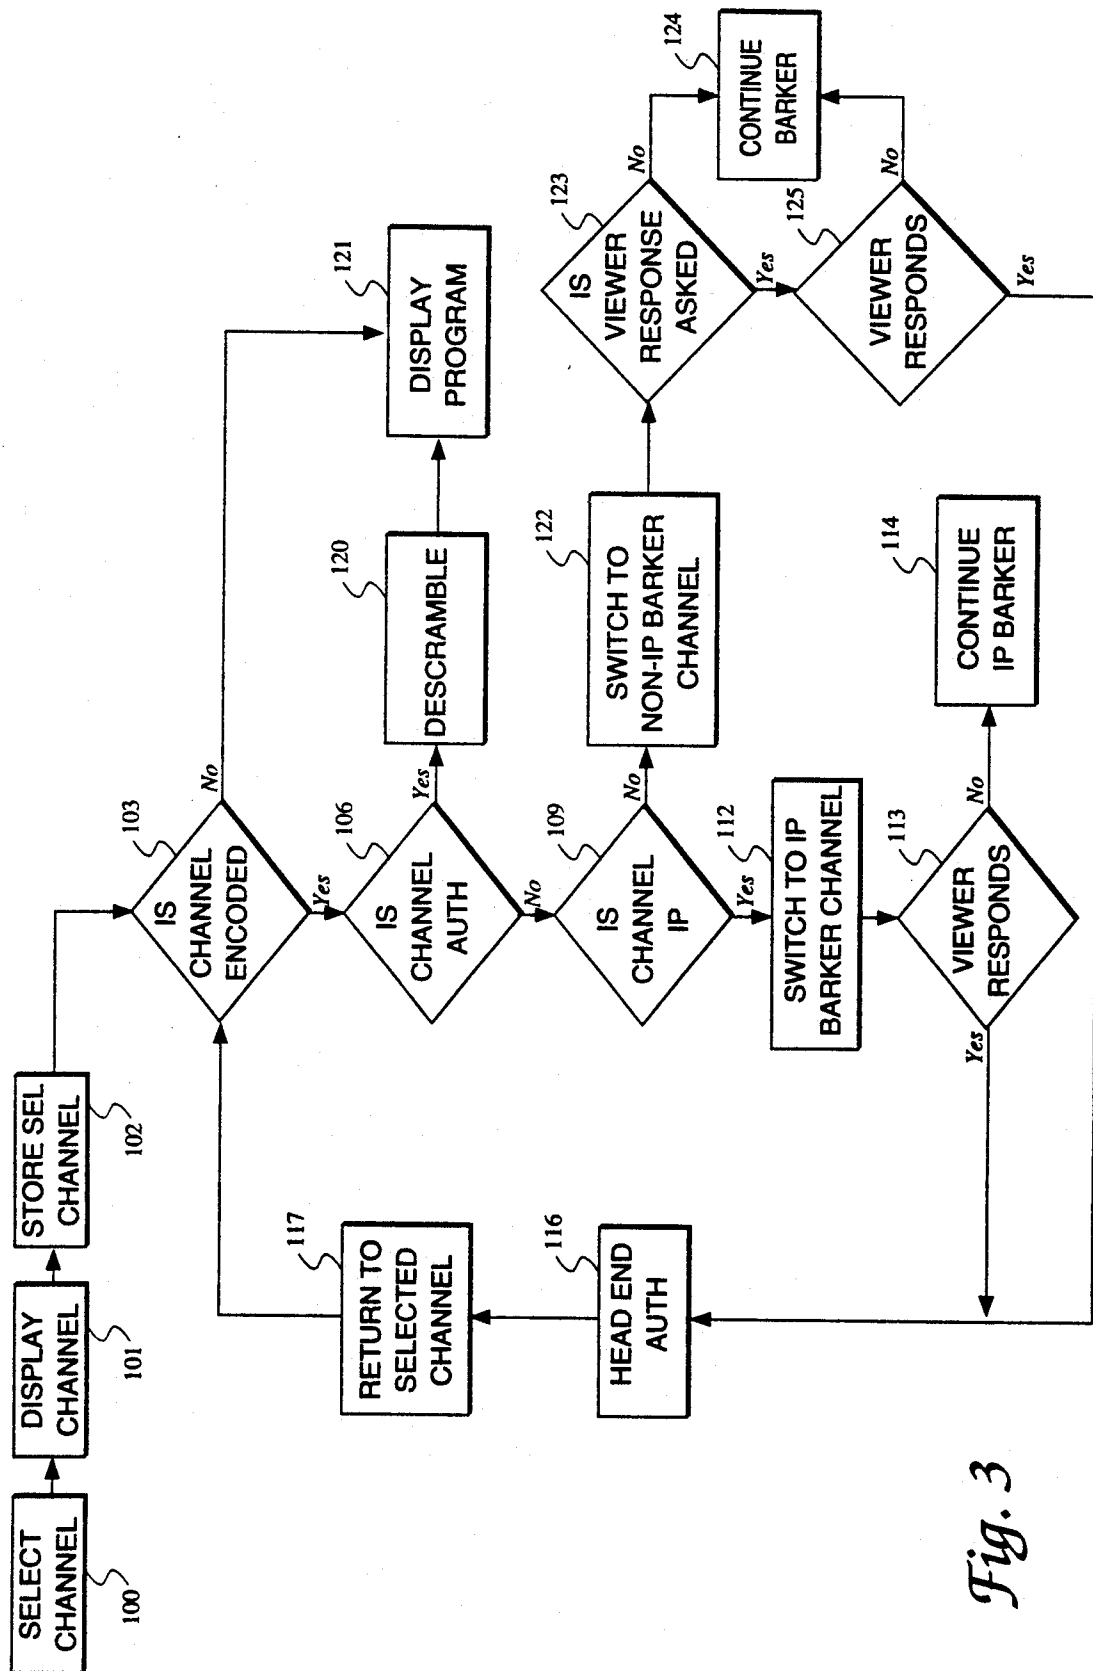 SELECT
CHANNEL
100
DISPLAY
CHANNEL
101
STORE SEL
CHANNEL
102
IS
CHANNEL
ENCODED
103
No
Yes
IS
CHANNEL
AUTH
106
Yes
No
DESCRAMBLE
120
DISPLAY
PROGRAM
121
IS
CHANNEL
IP
109
No
Yes
SWITCH TO
NON-IP BARKER
CHANNEL
122
IS
VIEWER
RESPONSE
ASKED
123
No
Yes
CONTINUE
BARKER
124
VIEWER
RESPONDS
125
No
Yes
SWITCH TO IP
BARKER CHANNEL
112
VIEWER
RESPONDS
113
No
Yes
CONTINUE
IP BARKER
114
HEAD END
AUTH
116
RETURN TO
SELECTED
CHANNEL
117
Fig. 3